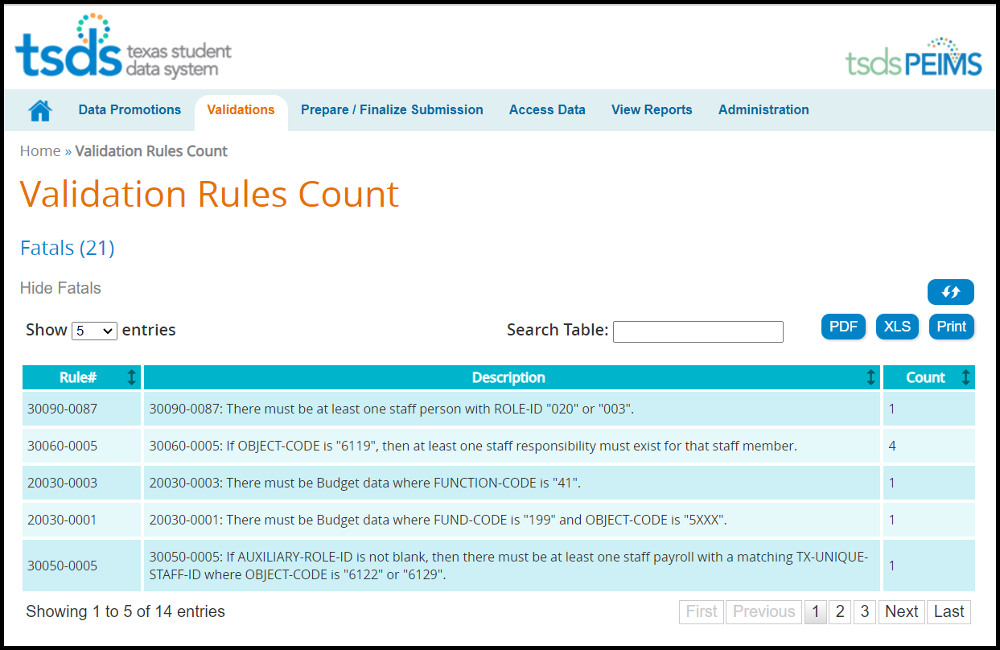 tsds texas student
data system
tsds PEIMS
Data Promotions Validations Prepare / Finalize Submission Access Data View Reports Administration
Home » Validation Rules Count
Validation Rules Count
Fatals (21)
Hide Fatals
Show 5 entries Search Table: PDF XLS Print
Rule# Description Count
30090-0087 30090-0087: There must be at least one staff person with ROLE-ID "020" or "003". 1
30060-0005 30060-0005: If OBJECT-CODE is "6119", then at least one staff responsibility must exist for that staff member. 4
20030-0003 20030-0003: There must be Budget data where FUNCTION-CODE is "41". 1
20030-0001 20030-0001: There must be Budget data where FUND-CODE is "199" and OBJECT-CODE is "5XXX". 1
30050-0005 30050-0005: If AUXILIARY-ROLE-ID is not blank, then there must be at least one staff payroll with a matching TX-UNIQUE-
STAFF-ID where OBJECT-CODE is "6122" or "6129". 1
Showing 1 to 5 of 14 entries First Previous 1 2 3 Next Last